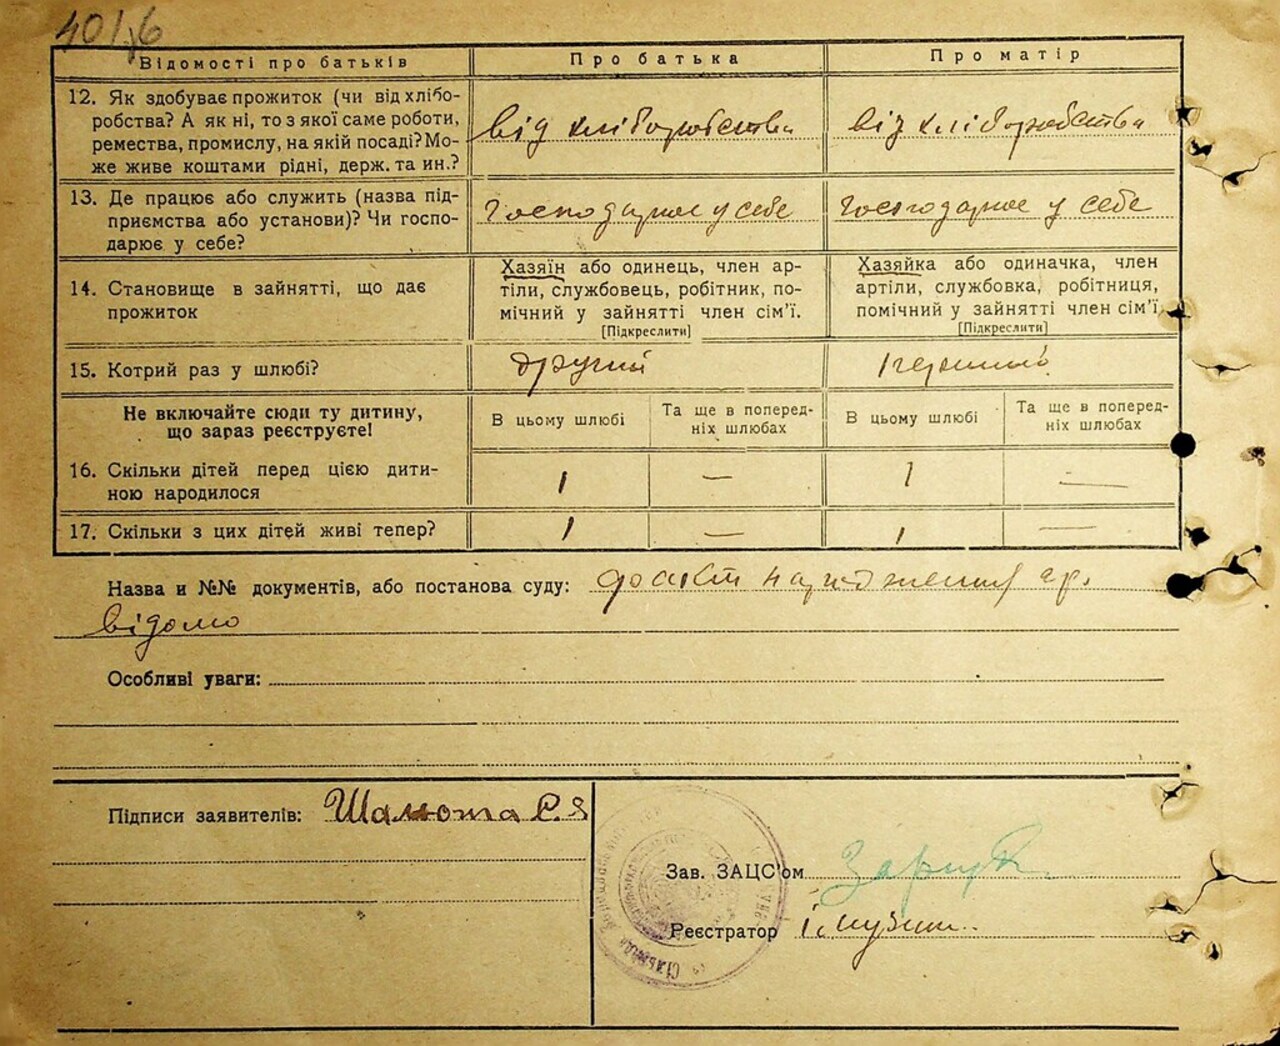 401/6
Відомості про батьків Про батька Про матір
12. Як здобуває прожиток (чи від хлібо-
робства? А як ні, то з якої саме роботи,
ремества, промислу, на якій посаді? Мо-
же живе коштами рідні, держ. та ин.?
від хліборобства від хліборобства
13. Де працює або служить (назва під-
приємства або установи)? Чи госпо-
дарює у себе?
Господарює у себе Господарює у себе
14. Становище в зайнятті, що дає
прожиток
Хазяїн або одинець, член ар-
тіли, службовець, робітник, по-
мічний у зайнятті член сім'ї.
[Підкреслити]
Хазяйка або одиначка, член
артіли, службовка, робітниця,
помічний у зайнятті член сім'ї
[Підкреслити]
15. Котрий раз у шлюбі? другий перший
Не включайте сюди ту дитину,
що зараз реєструєте!
В цьому шлюбі
Та ще в поперед-
ніх шлюбах
В цьому шлюбі
Та ще в поперед-
ніх шлюбах
16. Скільки дітей перед цією дити-
ною народилося
1 — 1 —
17. Скільки з цих дітей живі тепер? 1 — 1 —
Назва и №№ документів, або постанова суду: факт народження
відомо
Особливі уваги:
Підписи заявителів: Шамота С. Я
Зав. ЗАЦС'ом
Реєстратор